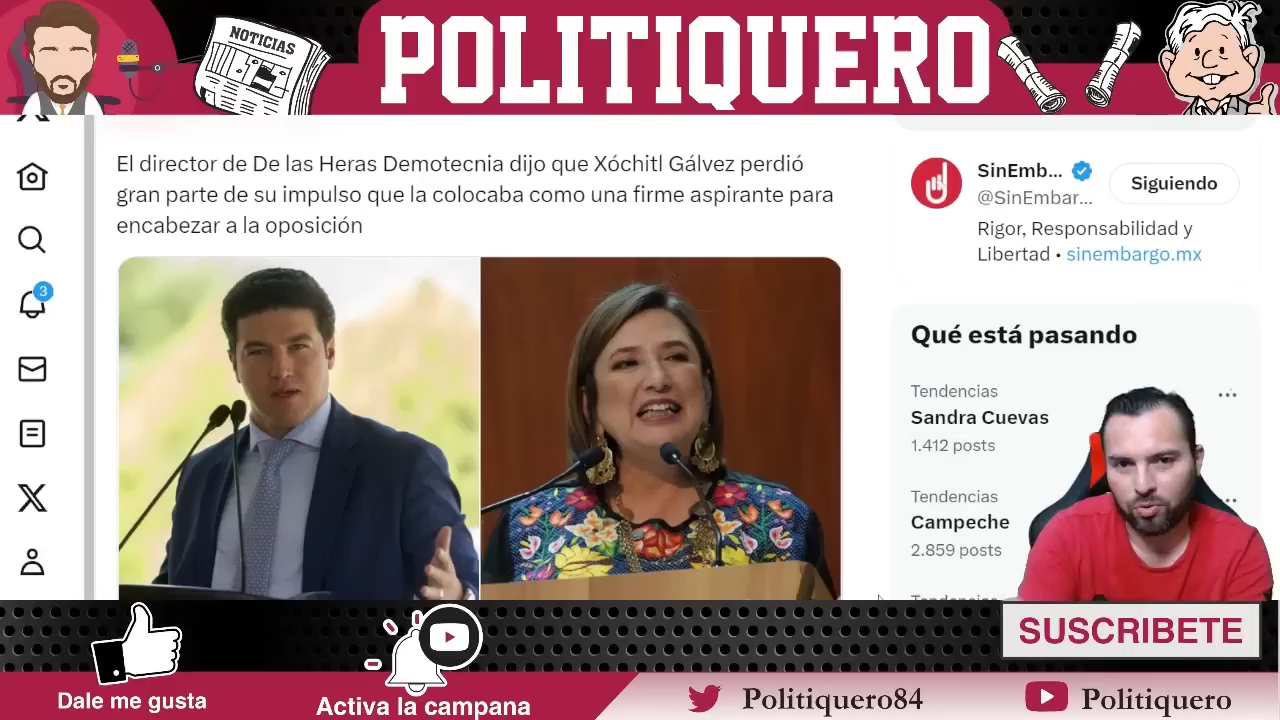 NOTICIAS
POLITIQUERO
El director de De las Heras Demotecnia dijo que Xóchitl Gálvez perdió
gran parte de su impulso que la colocaba como una firme aspirante para
encabezar a la oposición
3
SinEmb...
@SinEmbar...
Siguiendo
Rigor, Responsabilidad y
Libertad • sinembargo.mx
Qué está pasando
Tendencias
Sandra Cuevas
1.412 posts
Tendencias
Campeche
2.859 posts
Tendencias
SUSCRIBETE
Dale me gusta
Activa la campana
Politiquero84
Politiquero